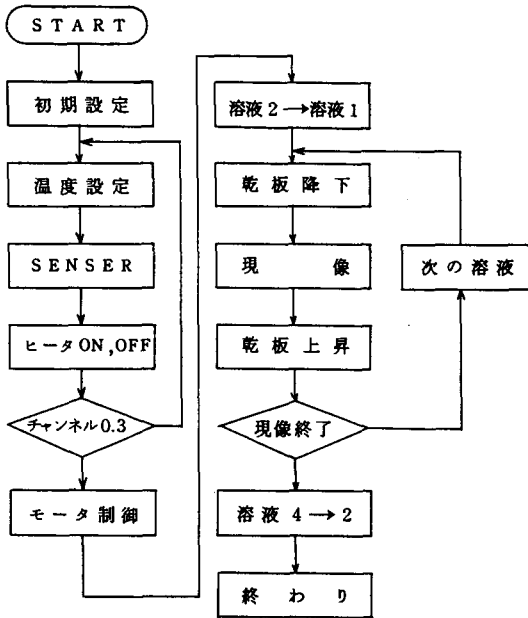 START
初期設定
温度設定
SENSER
ヒータON,OFF
チャンネル0.3
モータ制御
溶液2→溶液1
乾板降下
現像
乾板上昇
現像終了
次の溶液
溶液4→2
終わり